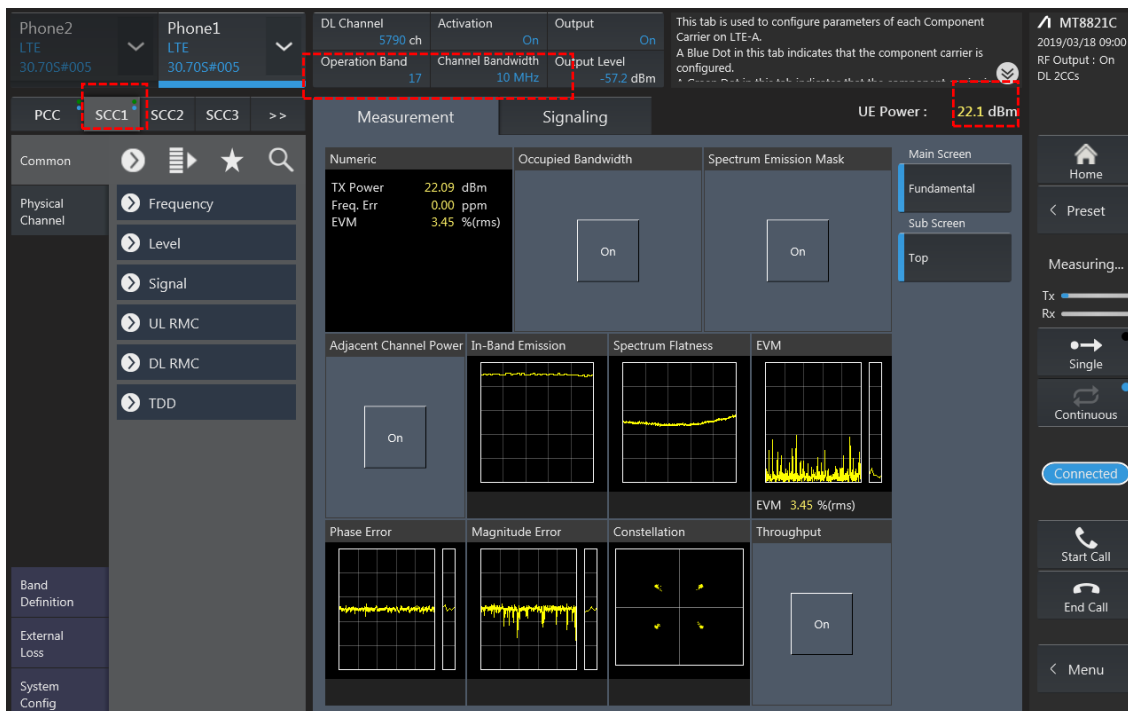 Phone2
LTE
30.70S#005
Phone1
LTE
30.70S#005
DL Channel
5790 ch
Activation
On
Output
On
Operation Band
17
Channel Bandwidth
10 MHz
Output Level
-57.2 dBm
This tab is used to configure parameters of each Component
Carrier on LTE-A.
A Blue Dot in this tab indicates that the component carrier is
configured.
MT8821C
2019/03/18 09:00
RF Output : On
DL 2CCs
PCC
SCC1
SCC2
SCC3
>>
Measurement
Signaling
UE Power :
22.1 dBm
Common
Physical
Channel
Frequency
Level
Signal
UL RMC
DL RMC
TDD
Band
Definition
External
Loss
System
Config
Numeric
TX Power 22.09 dBm
Freq. Err 0.00 ppm
EVM 3.45 %(rms)
Occupied Bandwidth
On
Spectrum Emission Mask
On
Main Screen
Fundamental
Sub Screen
Top
Adjacent Channel Power
On
In-Band Emission
Spectrum Flatness
EVM
EVM 3.45 %(rms)
Phase Error
Magnitude Error
Constellation
Throughput
On
Home
< Preset
Measuring...
Tx
Rx
Single
Continuous
Connected
Start Call
End Call
< Menu